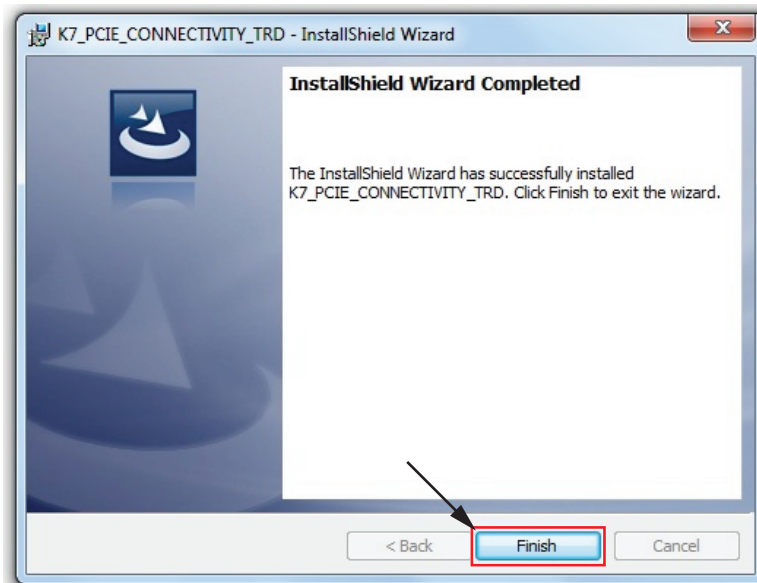 K7_PCIE_CONNECTIVITY_TRD - InstallShield Wizard
InstallShield Wizard Completed
The InstallShield Wizard has successfully installed
K7_PCIE_CONNECTIVITY_TRD. Click Finish to exit the wizard.
< Back Finish Cancel